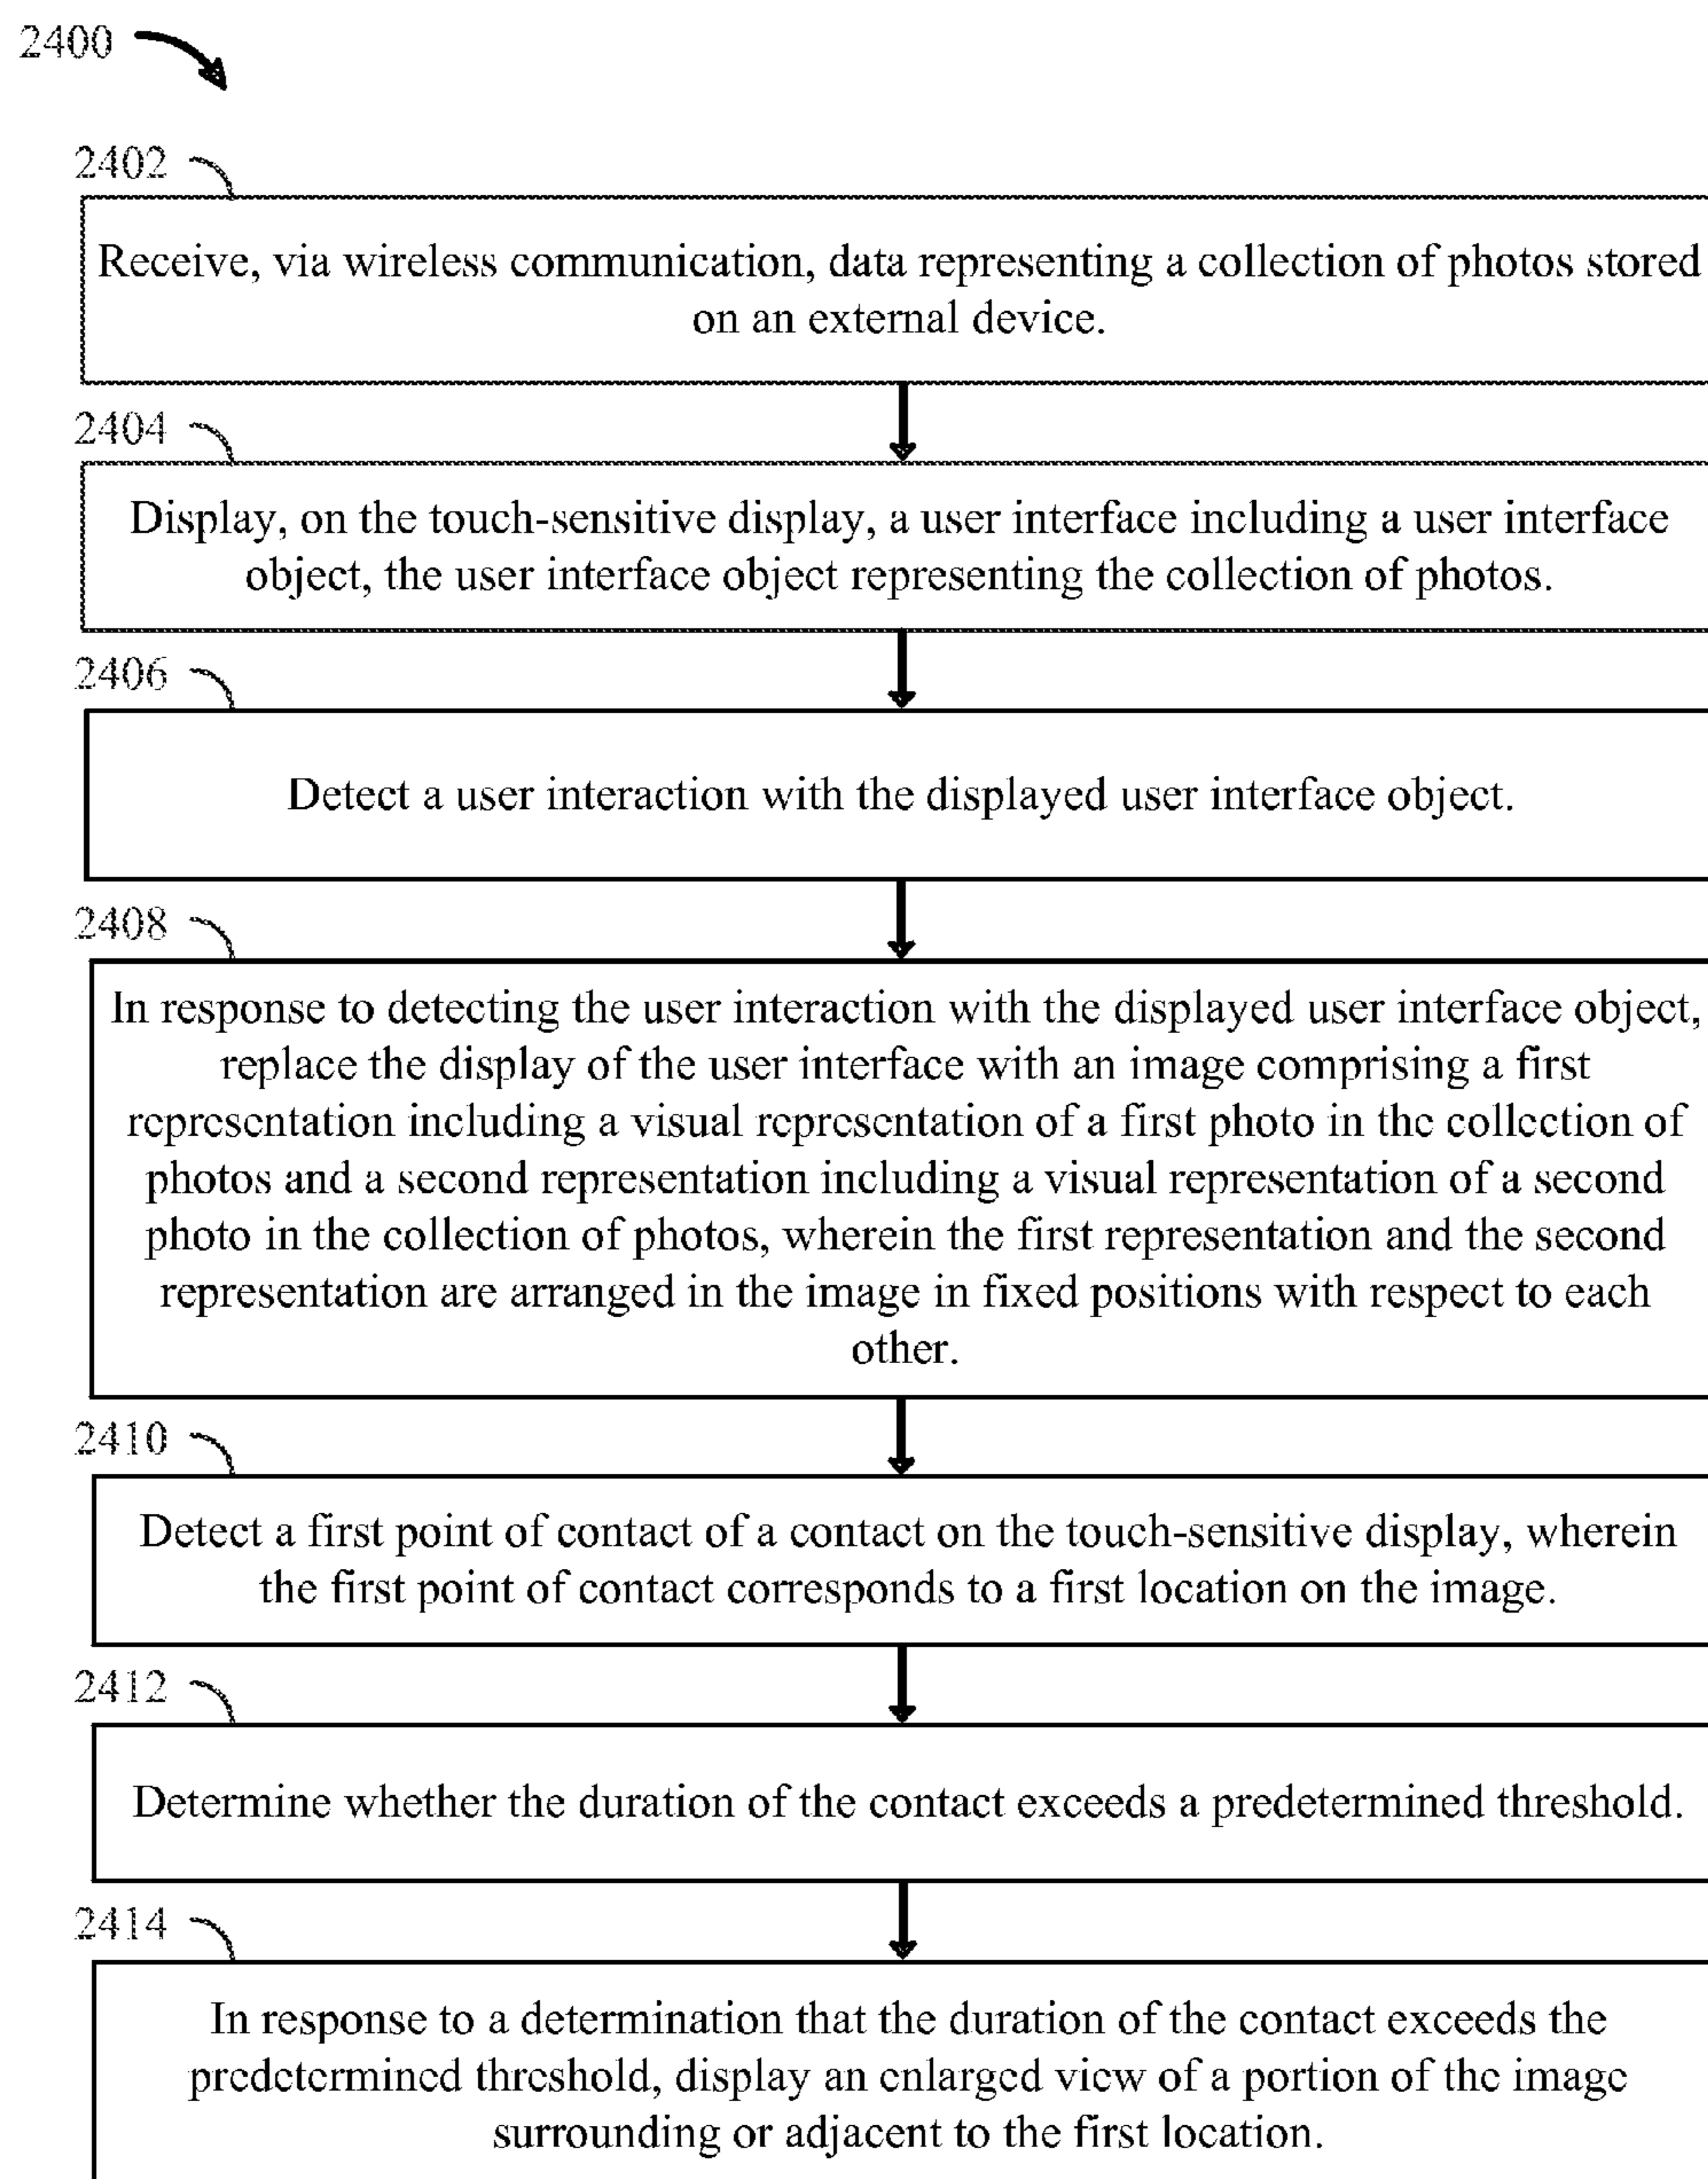 2400
2402
Receive, via wireless communication, data representing a collection of photos stored
on an external device.
2404
Display, on the touch-sensitive display, a user interface including a user interface
object, the user interface object representing the collection of photos.
2406
Detect a user interaction with the displayed user interface object.
2408
In response to detecting the user interaction with the displayed user interface object,
replace the display of the user interface with an image comprising a first
representation including a visual representation of a first photo in the collection of
photos and a second representation including a visual representation of a second
photo in the collection of photos, wherein the first representation and the second
representation are arranged in the image in fixed positions with respect to each
other.
2410
Detect a first point of contact of a contact on the touch-sensitive display, wherein
the first point of contact corresponds to a first location on the image.
2412
Determine whether the duration of the contact exceeds a predetermined threshold.
2414
In response to a determination that the duration of the contact exceeds the
predetermined threshold, display an enlarged view of a portion of the image
surrounding or adjacent to the first location.